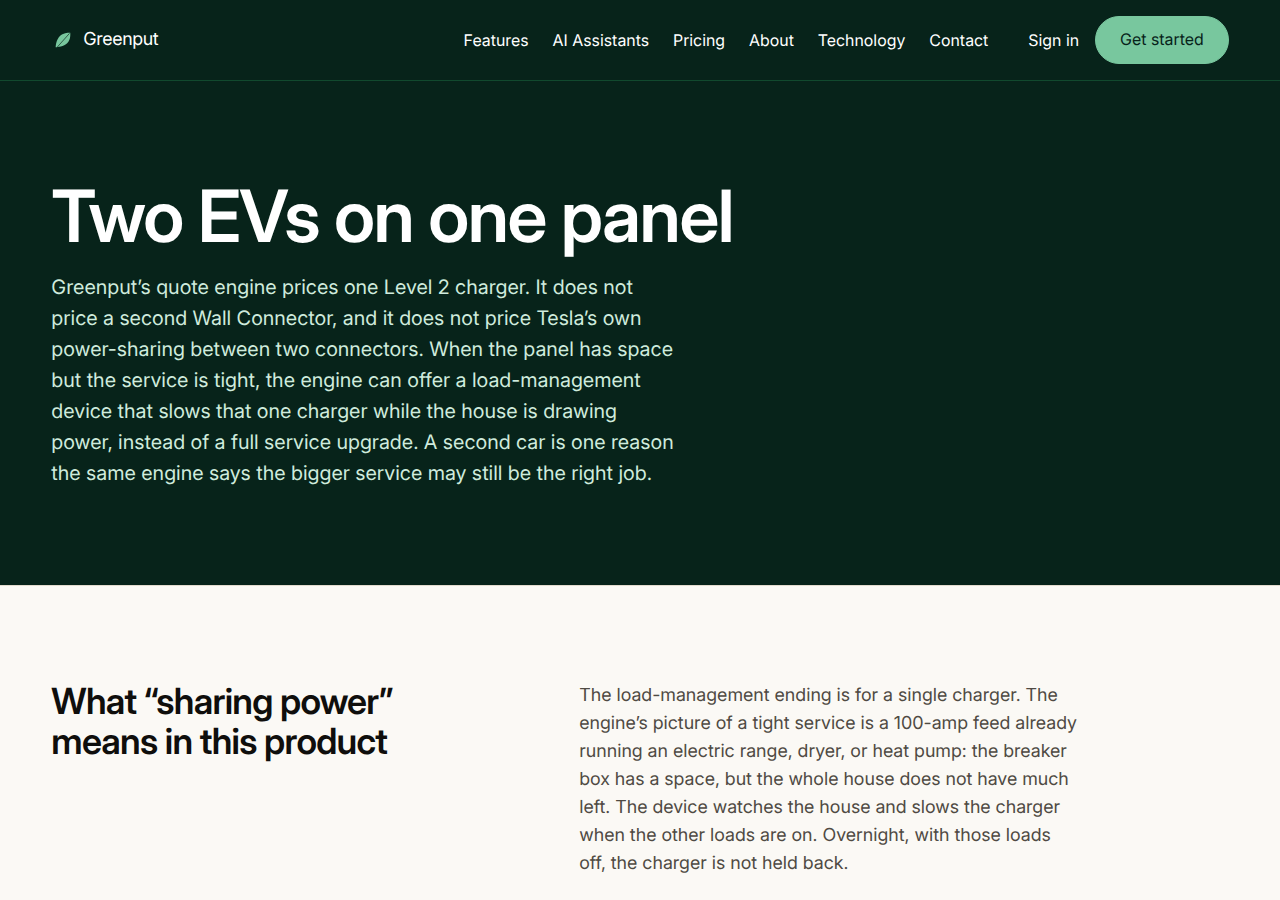 Greenput
Features
AI Assistants
Pricing
About
Technology
Contact
Sign in
Get started
Two EVs on one panel
Greenput’s quote engine prices one Level 2 charger. It does not
price a second Wall Connector, and it does not price Tesla’s own
power-sharing between two connectors. When the panel has space
but the service is tight, the engine can offer a load-management
device that slows that one charger while the house is drawing
power, instead of a full service upgrade. A second car is one reason
the same engine says the bigger service may still be the right job.
What “sharing power”
means in this product
The load-management ending is for a single charger. The
engine’s picture of a tight service is a 100-amp feed already
running an electric range, dryer, or heat pump: the breaker
box has a space, but the whole house does not have much
left. The device watches the house and slows the charger
when the other loads are on. Overnight, with those loads
off, the charger is not held back.